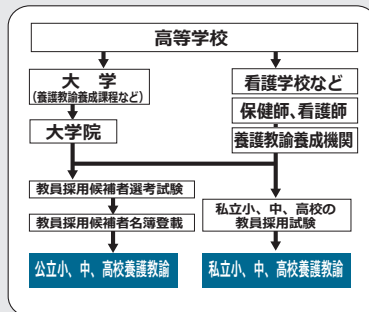 高等学校
大　学
(養護教諭養成課程など)
大学院
看護学校など
保健師、看護師
養護教諭養成機関
教員採用候補者選考試験
教員採用候補者名簿登載
公立小、中、高校養護教諭
私立小、中、高校の
教員採用試験
私立小、中、高校養護教諭